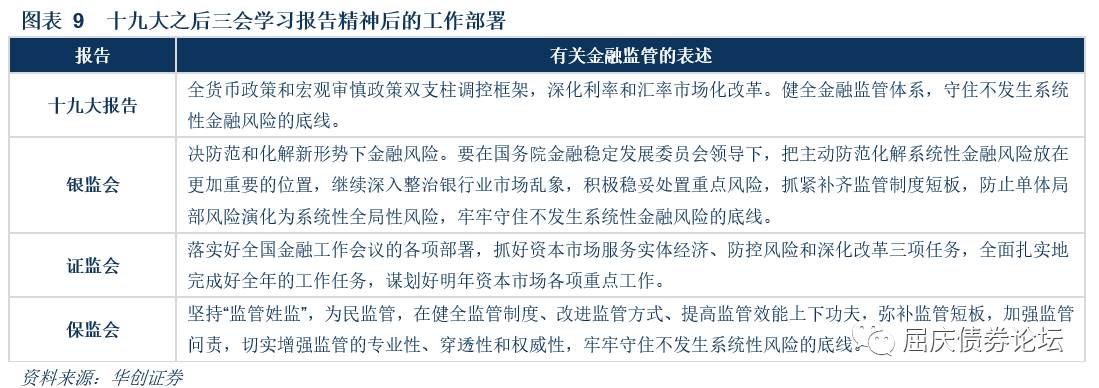 图表 9 十九大之后三会学习报告精神后的工作部署
报告 有关金融监管的表述
十九大报告
全货币政策和宏观审慎政策双支柱调控框架，深化利率和汇率市场化改革。健全金融监管体系，守住不发生系统
性金融风险的底线。
银监会
决防范和化解新形势下金融风险。要在国务院金融稳定发展委员会领导下，把主动防范化解系统性金融风险放在
更加重要的位置，继续深入整治银行业市场乱象，积极稳妥处置重点风险，抓紧补齐监管制度短板，防止单体局
部风险演化为系统性全局性风险，牢牢守住不发生系统性金融风险的底线。
证监会
落实好全国金融工作会议的各项部署，抓好资本市场服务实体经济、防控风险和深化改革三项任务，全面扎实地
完成好全年的工作任务，谋划好明年资本市场各项重点工作。
保监会
坚持“监管姓监”，为民监管，在健全监管制度、改进监管方式、提高监管效能上下功夫，弥补监管短板，加强监管
问责，切实增强监管的专业性、穿透性和权威性，牢牢守住不发生系统性风险的底线。
屈庆债券论坛
资料来源：华创证券